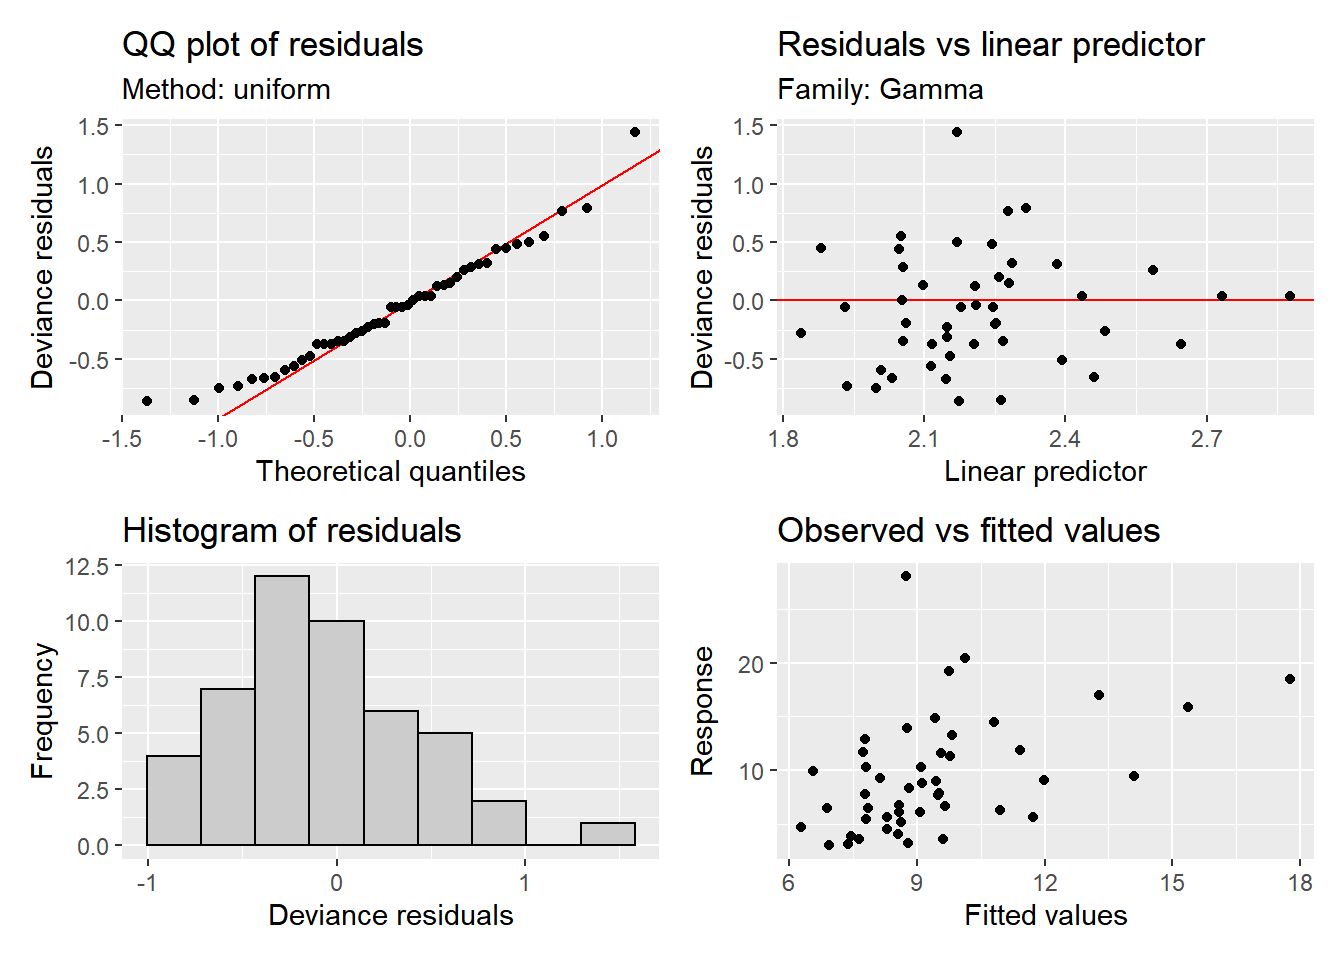 QQ plot of residuals
Method: uniform
1.5
1.0
0.5
0.0
-0.5
Deviance residuals
-1.5 -1.0 -0.5 0.0 0.5 1.0
Theoretical quantiles
Residuals vs linear predictor
Family: Gamma
1.5
1.0
0.5
0.0
-0.5
Deviance residuals
1.8 2.1 2.4 2.7
Linear predictor
Histogram of residuals
12.5
10.0
7.5
5.0
2.5
0.0
Frequency
-1 0 1
Deviance residuals
Observed vs fitted values
20
10
Response
6 9 12 15 18
Fitted values